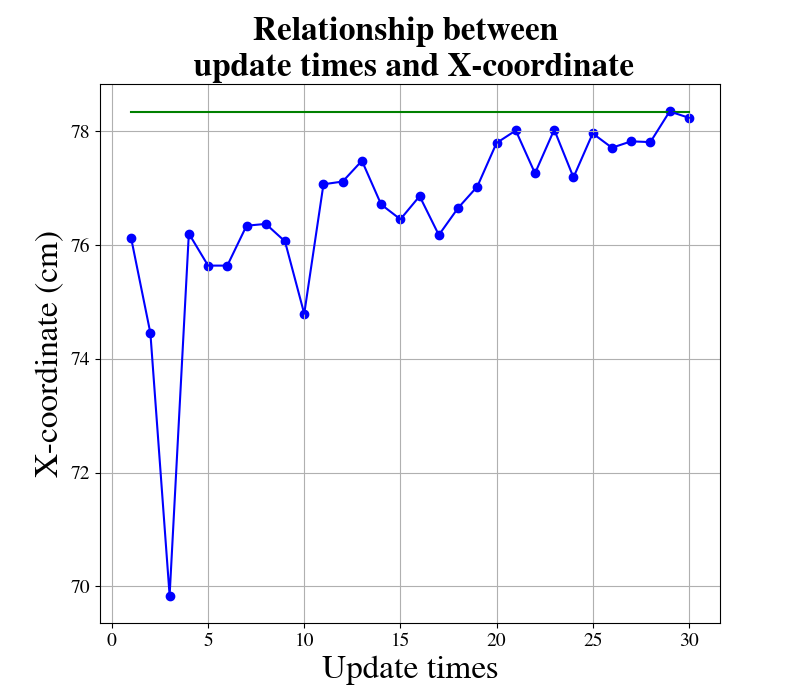 Relationship between
update times and X-coordinate
78
76
74
72
70
X-coordinate (cm)
0 5 10 15 20 25 30
Update times